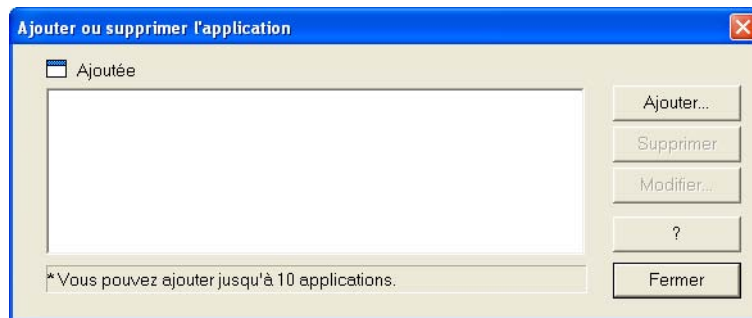 Ajouter ou supprimer l'application
Ajoutée
Ajouter...
Supprimer
Modifier...
?
* Vous pouvez ajouter jusqu'à 10 applications.
Fermer